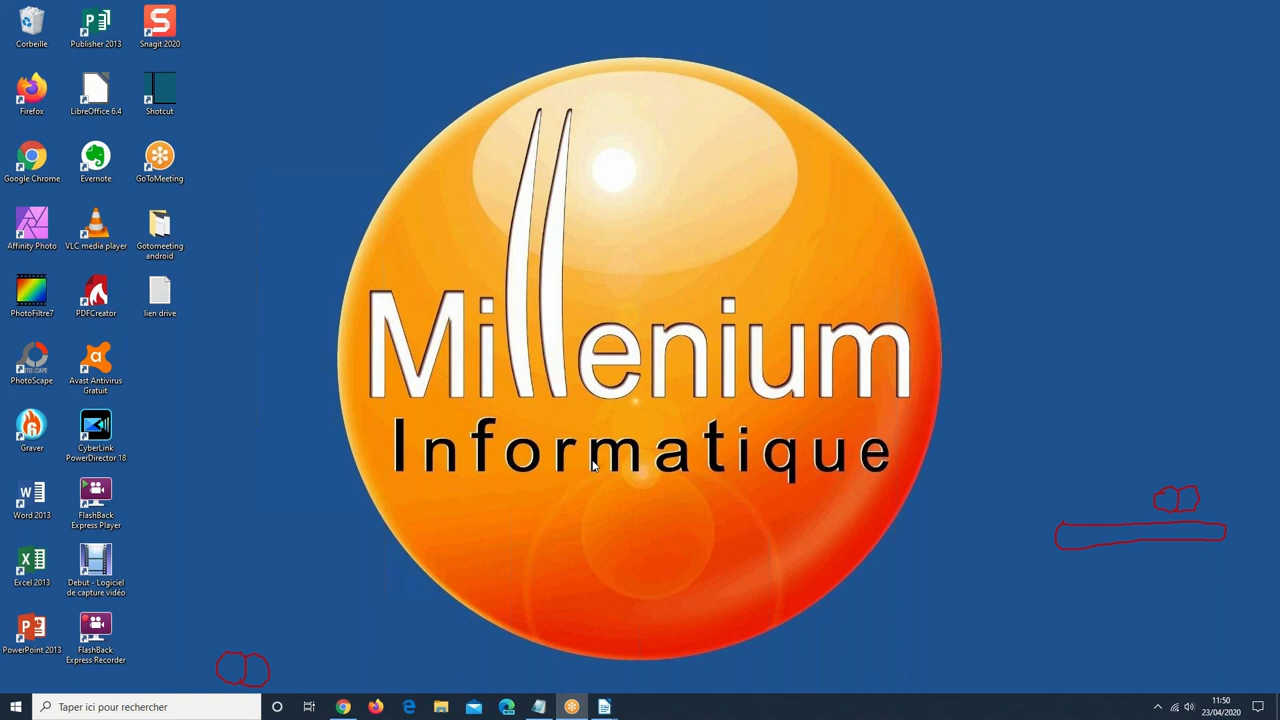 Corbeille
Publisher 2013
Snagit 2020
Firefox
LibreOffice 6.4
Shotcut
Google Chrome
Evernote
GoToMeeting
Affinity Photo
VLC media player
Gotomeeting
android
PhotoFiltre7
PDFCreator
lien drive
PhotoScape
Avast Antivirus
Gratuit
Graver
CyberLink
PowerDirector 18
Word 2013
FlashBack
Express Player
Excel 2013
Debut - Logiciel
de capture vidéo
PowerPoint 2013
FlashBack
Express Recorder
Millenium
Informatique
Taper ici pour rechercher
11:50
23/04/2020